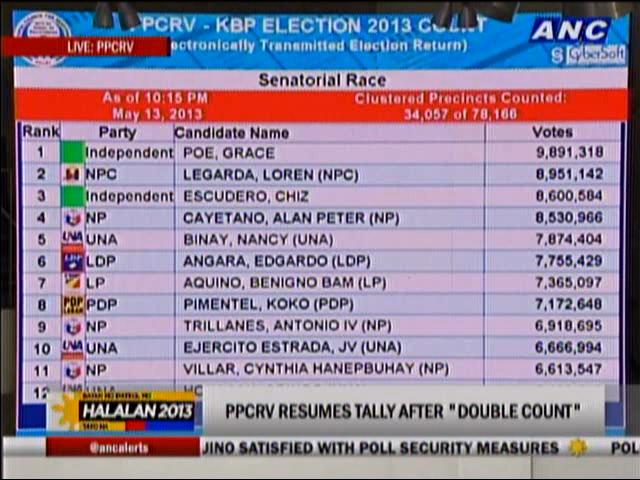 LIVE: PPCRV
PPCRV - KBP ELECTION 2013 COUNT
ANC
(Electronically Transmitted Election Return)
CyberSoft
Senatorial Race
As of 10:15 PM
May 13, 2013
Clustered Precincts Counted:
34,057 of 78,166
Rank Party Candidate Name Votes
1 Independent POE, GRACE 9,891,318
2 NPC LEGARDA, LOREN (NPC) 8,951,142
3 Independent ESCUDERO, CHIZ 8,600,584
4 NP CAYETANO, ALAN PETER (NP) 8,530,966
5 UNA UNA BINAY, NANCY (UNA) 7,874,404
6 LDP LDP ANGARA, EDGARDO (LDP) 7,755,429
7 LP AQUINO, BENIGNO BAM (LP) 7,365,097
8 PDP LABAN PDP PIMENTEL, KOKO (PDP) 7,172,648
9 NP TRILLANES, ANTONIO IV (NP) 6,918,695
10 UNA UNA EJERCITO ESTRADA, JV (UNA) 6,666,994
11 NP VILLAR, CYNTHIA HANEPBUHAY (NP) 6,613,547
12
HALALAN 2013
PPCRV RESUMES TALLY AFTER "DOUBLE COUNT"
@ancalerts
UINO SATISFIED WITH POLL SECURITY MEASURES POL